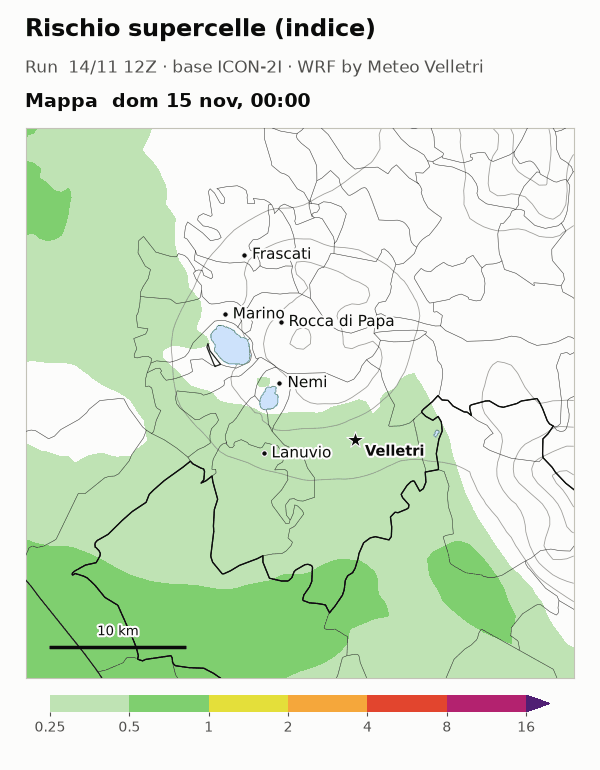 Rischio supercelle (indice)
Run  14/11 12Z · base ICON-2I · WRF by Meteo Velletri
Mappa  dom 15 nov, 00:00
Frascati
Marino
Rocca di Papa
Nemi
Lanuvio
Velletri
10 km
0.25 0.5 1 2 4 8 16